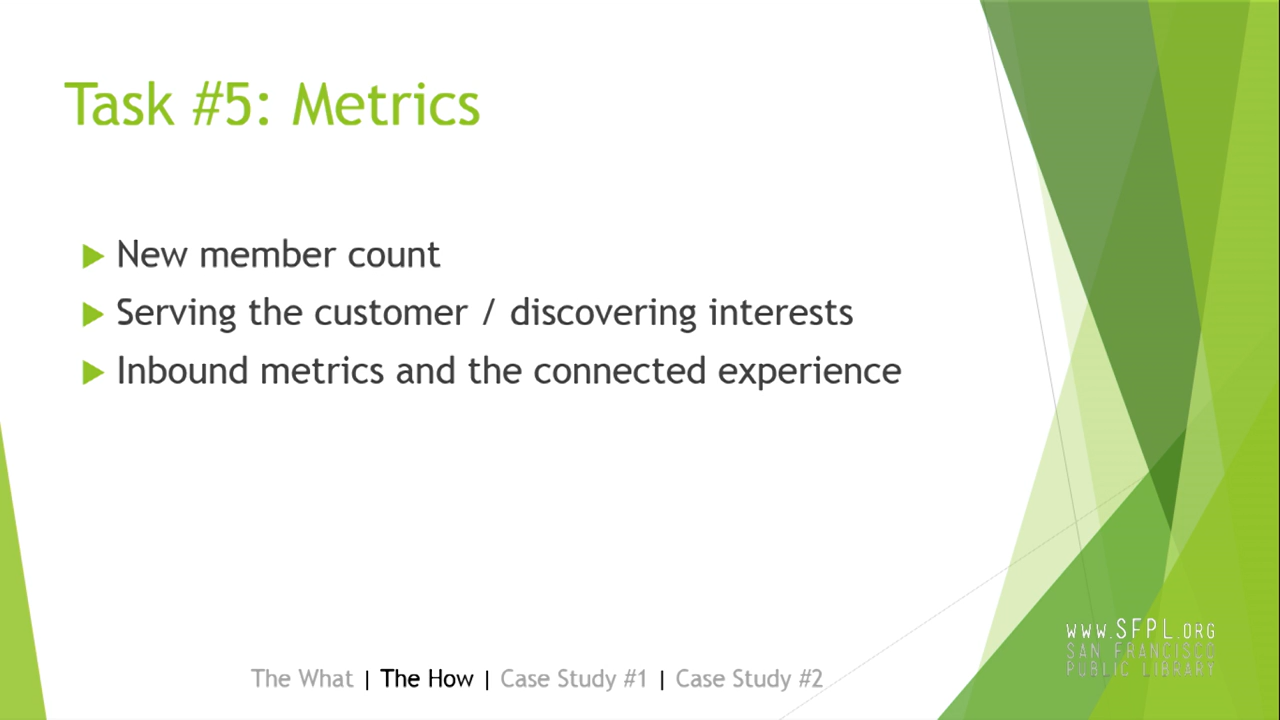 Task #5: Metrics
New member count
Serving the customer / discovering interests
Inbound metrics and the connected experience
The What | The How | Case Study #1 | Case Study #2
www.SFPL.ORG
SAN FRANCISCO
PUBLIC LIBRARY